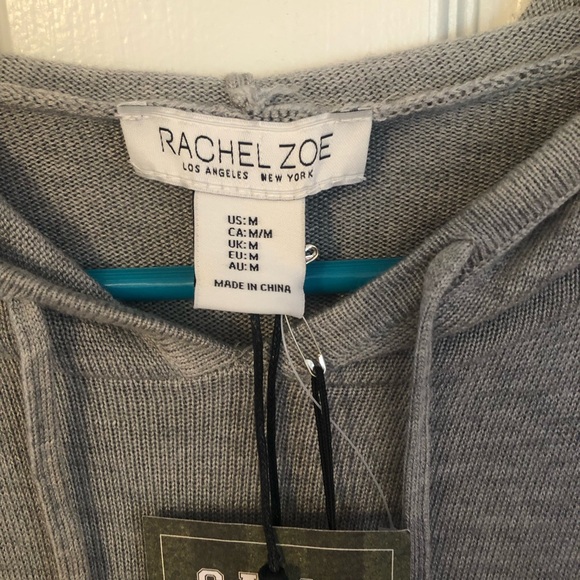 RACHEL ZOE
LOS ANGELES NEW YORK
US: M
CA: M/M
UK: M
EU: M
AU: M
MADE IN CHINA